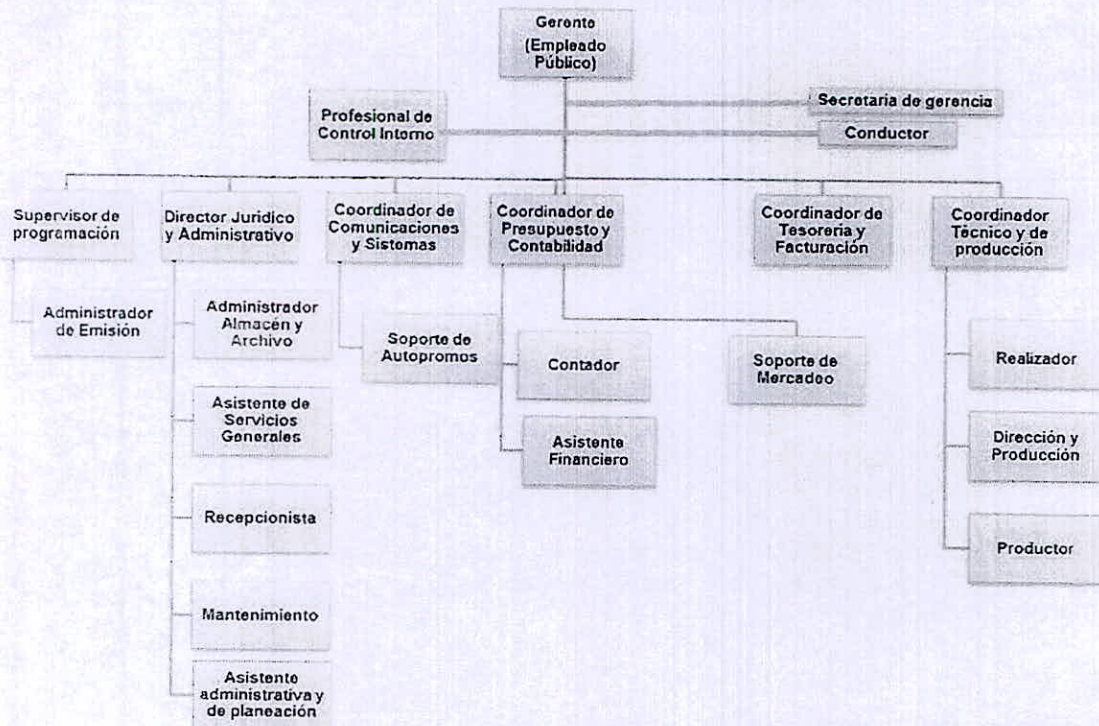 Gerente
(Empleado
Público)
Secretaria de gerencia
Profesional de
Control Interno
Conductor
Supervisor de
programación
Director Juridico
y Administrativo
Coordinador de
Comunicaciones
y Sistemas
Coordinador de
Presupuesto y
Contabilidad
Coordinador de
Tesoreria y
Facturación
Coordinador
Técnico y de
producción
Administrador
de Emisión
Administrador
Almacén y
Archivo
Soporte de
Autopromos
Contador
Soporte de
Mercadeo
Realizador
Asistente de
Servicios
Generales
Asistente
Financiero
Dirección y
Producción
Recepcionista
Productor
Mantenimiento
Asistente
administrativa y
de planeación